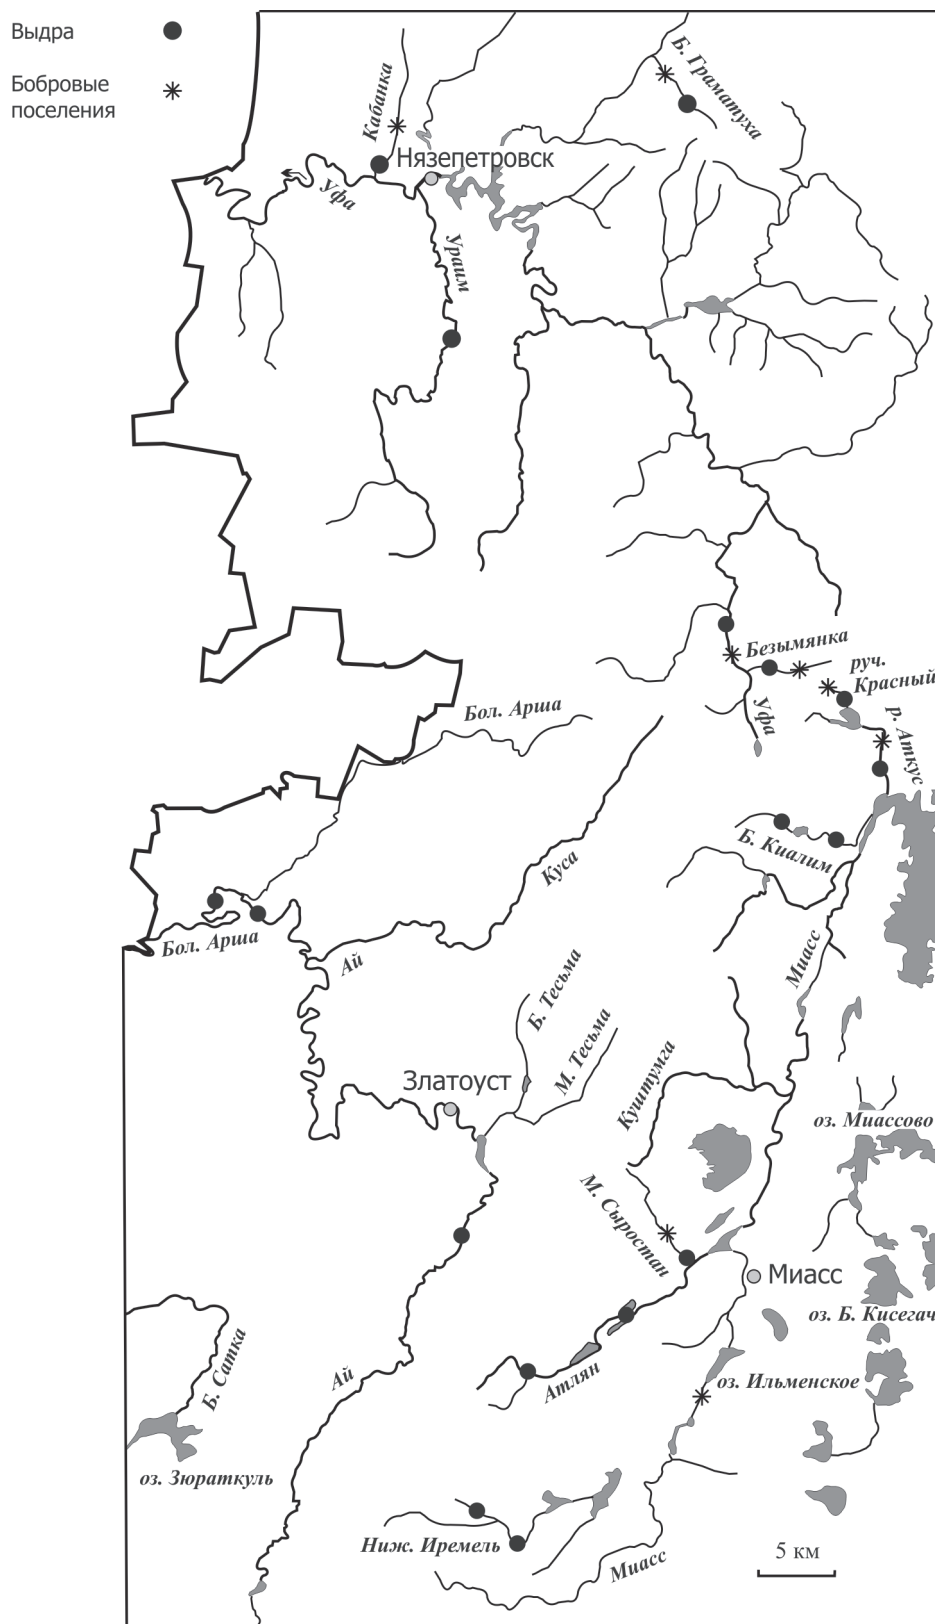 Выдра
Бобровые
поселения
Б. Граматуха
Кабанка
Нязепетровск
Уфа
Ураим
Безымянка
руч.
Красный
Уфа
р. Аткус
Бол. Арша
Б. Киалим
Куса
Бол. Арша
Ай
Миасс
Б. Тесьма
М. Тесьма
Златоуст
Куштумга
оз. Миассово
М. Сыростан
Миасс
оз. Б. Кисегач
Б. Сатка
Ай
Атлян
оз. Ильменское
оз. Зюраткуль
Ниж. Иремель
Миасс
5 км